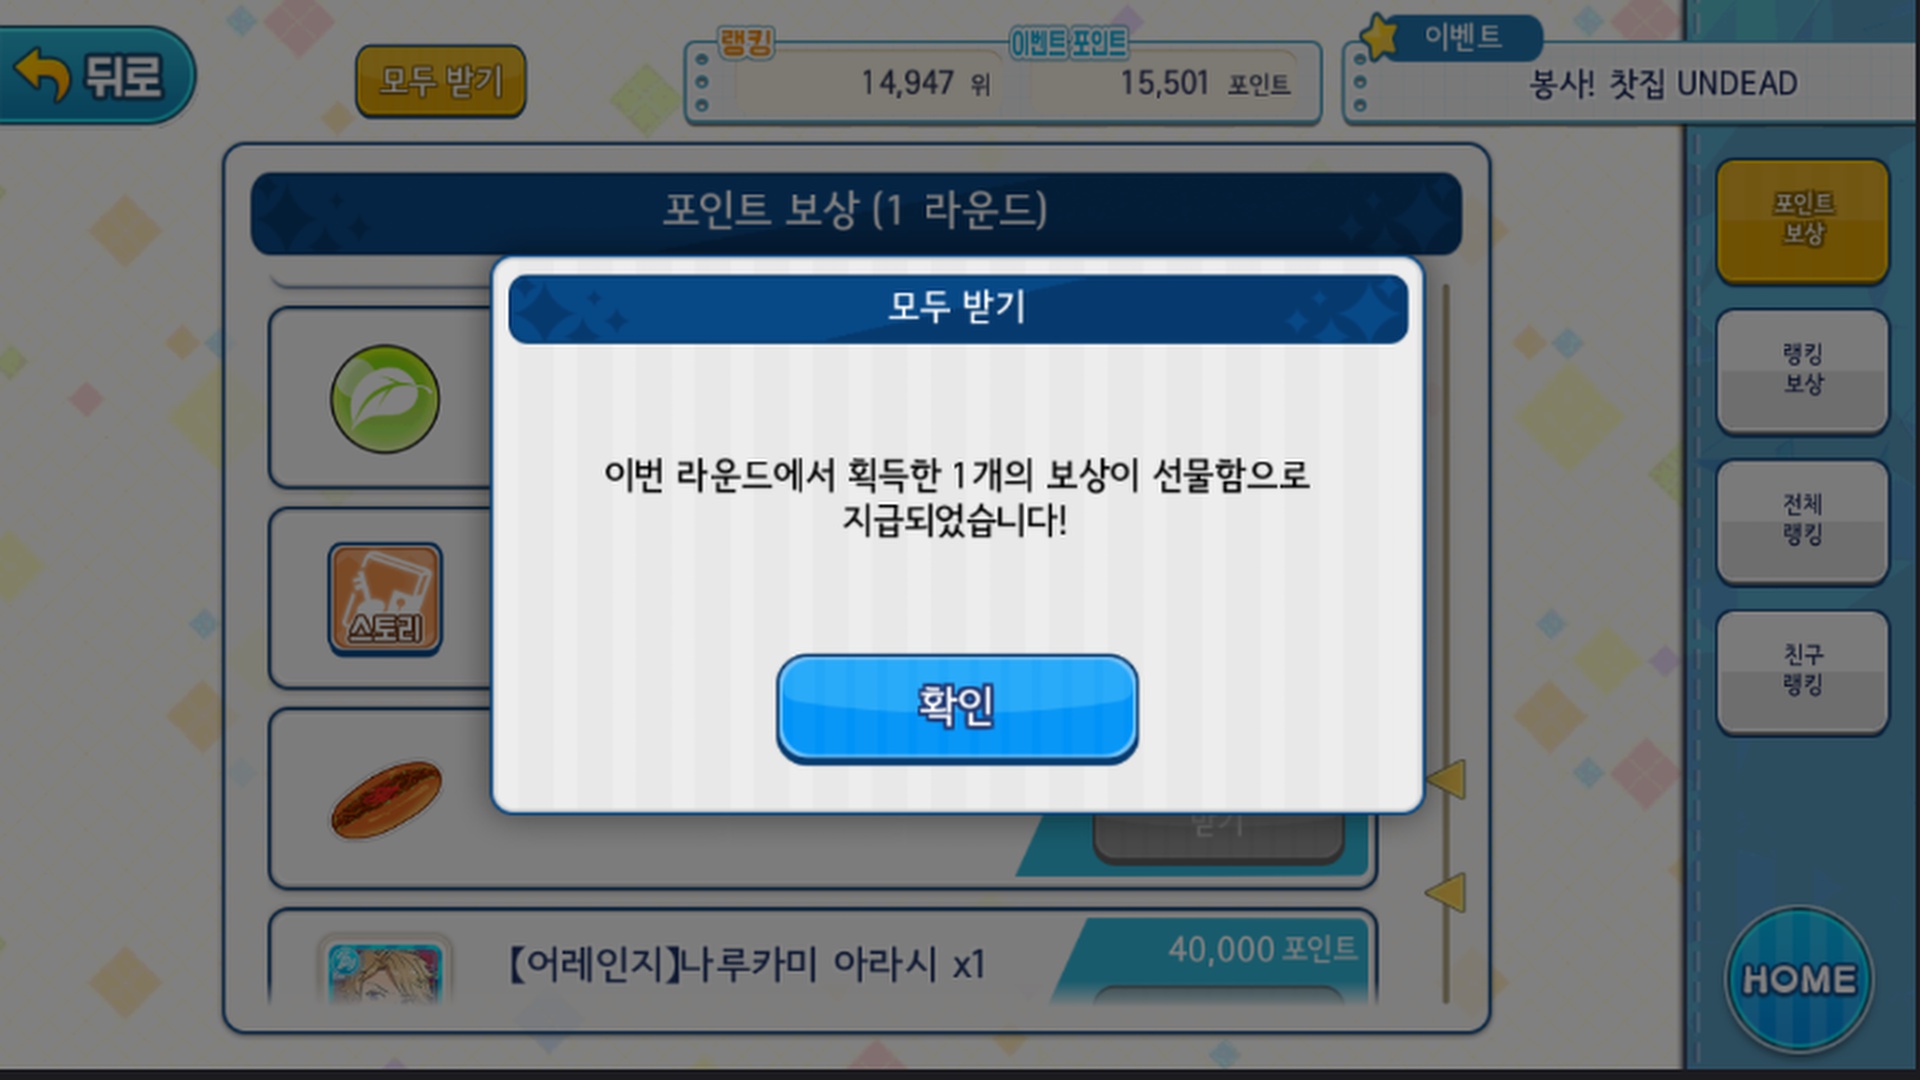 뒤로
모두 받기
랭킹
14,947 위
이벤트 포인트
15,501 포인트
이벤트
봉사! 찻집 UNDEAD
포인트 보상 (1 라운드)
모두 받기
이번 라운드에서 획득한 1개의 보상이 선물함으로
지급되었습니다!
확인
스토리
받기
【어레인지】나루카미 아라시 x1
40,000 포인트
포인트
보상
랭킹
보상
전체
랭킹
친구
랭킹
HOME